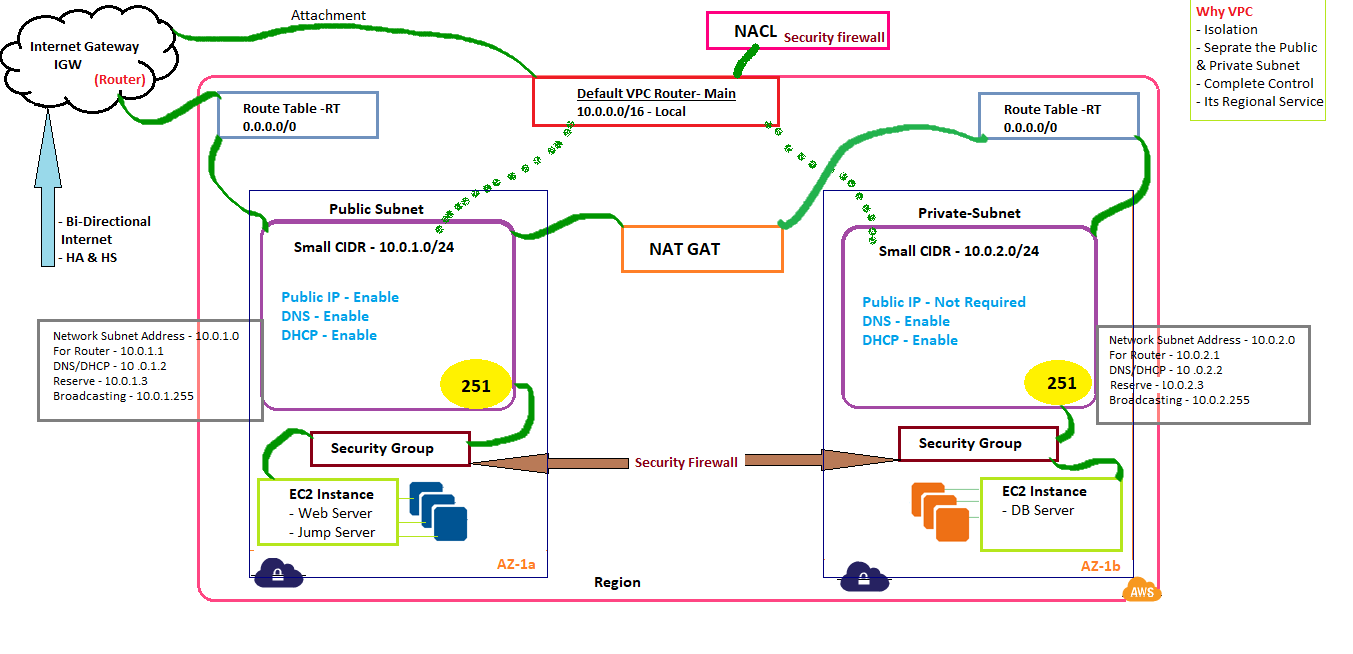 Attachment
Internet Gateway
IGW
(Router)
NACL Security firewall
Why VPC
- Isolation
- Seprate the Public
& Private Subnet
- Complete Control
- Its Regional Service
Route Table -RT
0.0.0.0/0
Default VPC Router- Main
10.0.0.0/16 - Local
Route Table -RT
0.0.0.0/0
- Bi-Directional
Internet
- HA & HS
Public Subnet
Small CIDR - 10.0.1.0/24
Public IP - Enable
DNS - Enable
DHCP - Enable
251
NAT GAT
Private-Subnet
Small CIDR - 10.0.2.0/24
Public IP - Not Required
DNS - Enable
DHCP - Enable
251
Network Subnet Address - 10.0.1.0
For Router - 10.0.1.1
DNS/DHCP - 10 .0.1.2
Reserve - 10.0.1.3
Broadcasting - 10.0.1.255
Network Subnet Address - 10.0.2.0
For Router - 10.0.2.1
DNS/DHCP - 10 .0.2.2
Reserve - l0.0.2.3
Broadcasting - 10.0.2.255
Security Group
Security Firewall
Security Group
EC2 Instance
- Web Server
- Jump Server
EC2 Instance
- DB Server
AZ-1a
Region
AZ-1b
AWS